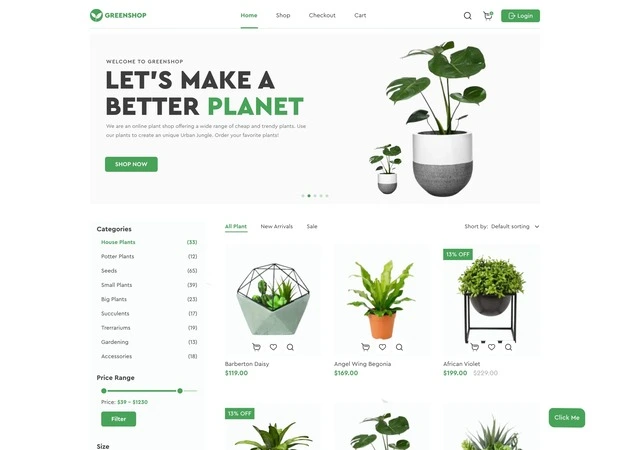 GREENSHOP
Home
Shop
Checkout
Cart
Login
WELCOME TO GREENSHOP
LET'S MAKE A
BETTER PLANET
We are an online plant shop offering a wide range of cheap and trendy plants. Use
our plants to create an unique Urban Jungle. Order your favorite plants!
SHOP NOW
Categories
House Plants (33)
Potter Plants (12)
Seeds (65)
Small Plants (39)
Big Plants (23)
Succulents (17)
Trerrariums (19)
Gardening (13)
Accessories (18)
Price Range
Price: $39 - $1230
Filter
Size
All Plant
New Arrivals
Sale
Short by: Default sorting
13% OFF
Barberton Daisy
$119.00
Angel Wing Begonia
$169.00
African Violet
$199.00 $229.00
13% OFF
Click Me